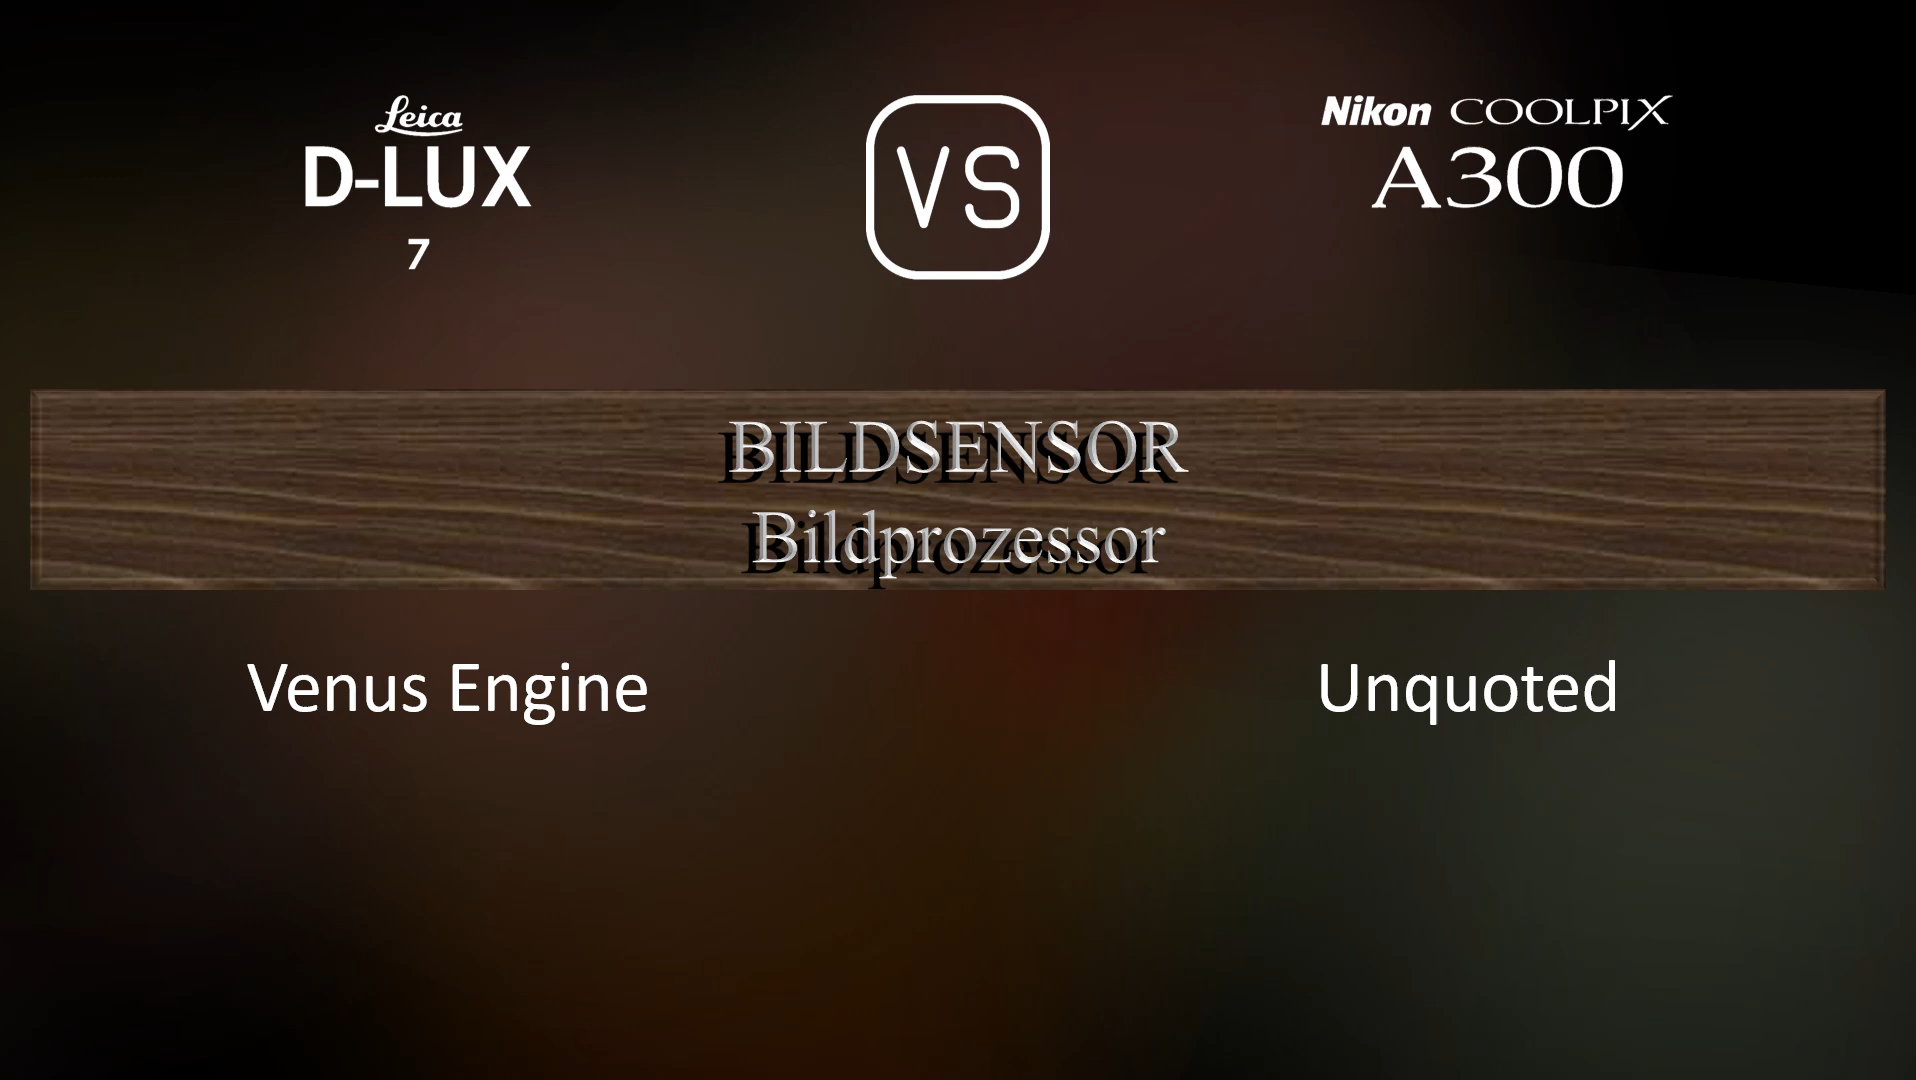 Leica
D-LUX
7
VS
Nikon COOLPIX
A300
BILDSENSOR
Bildprozessor
Venus Engine
Unquoted